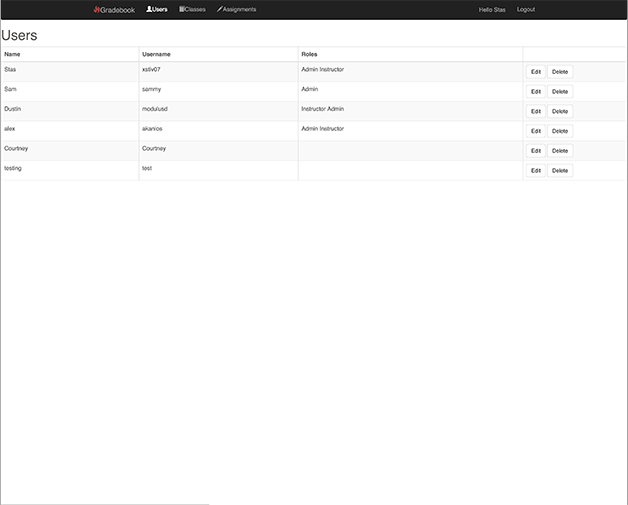 Gradebook Users Classes Assignments Hello Stas Logout
Users
Name Username Roles
Stas xstiv07 Admin Instructor Edit Delete
Sam sammy Admin Edit Delete
Dustin modulusd Instructor Admin Edit Delete
alex akanios Admin Instructor Edit Delete
Courtney Courtney Edit Delete
testing test Edit Delete